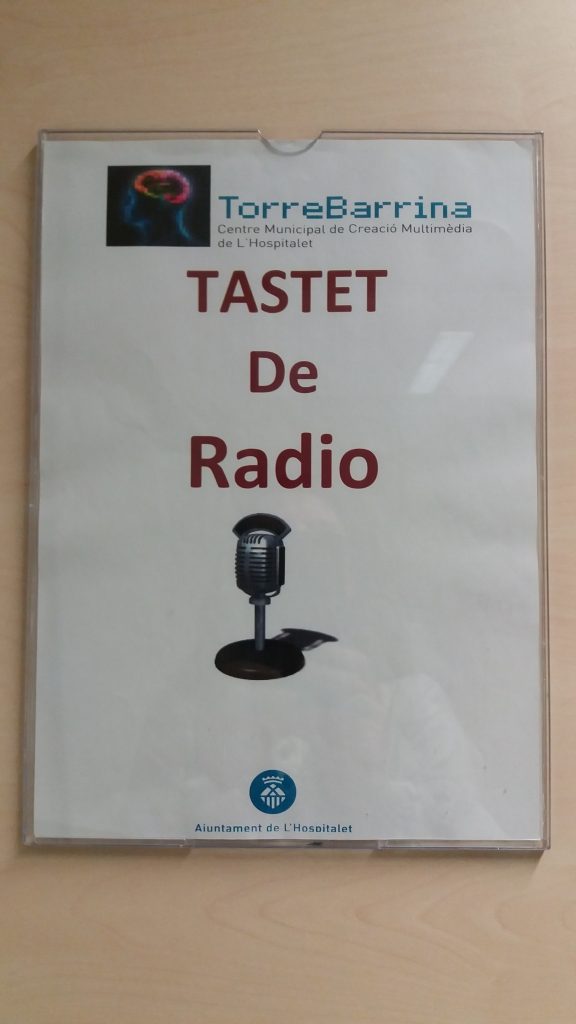 TorreBarrina
Centre Municipal de Creació Multimèdia
de L'Hospitalet
TASTET
De
Radio
Ajuntament de L'Hospitalet